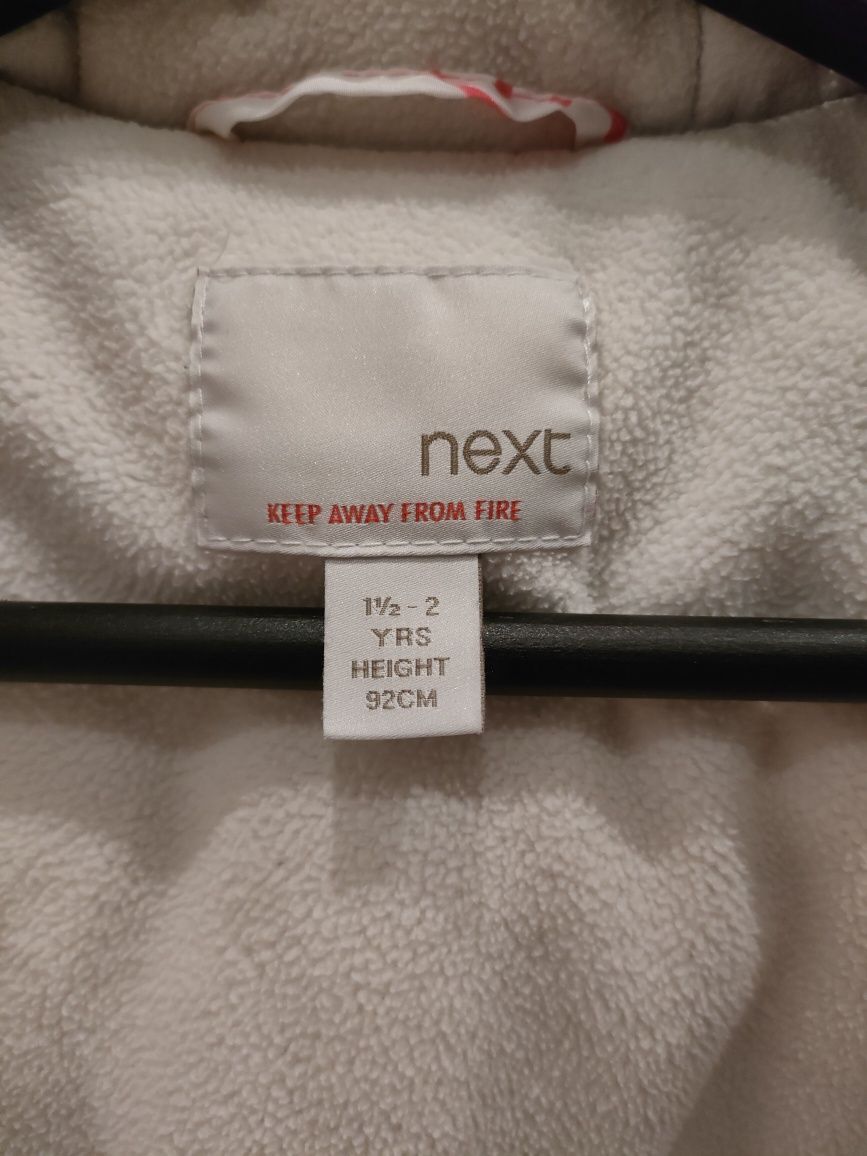 next
KEEP AWAY FROM FIRE
1½ - 2
YRS
HEIGHT
92CM